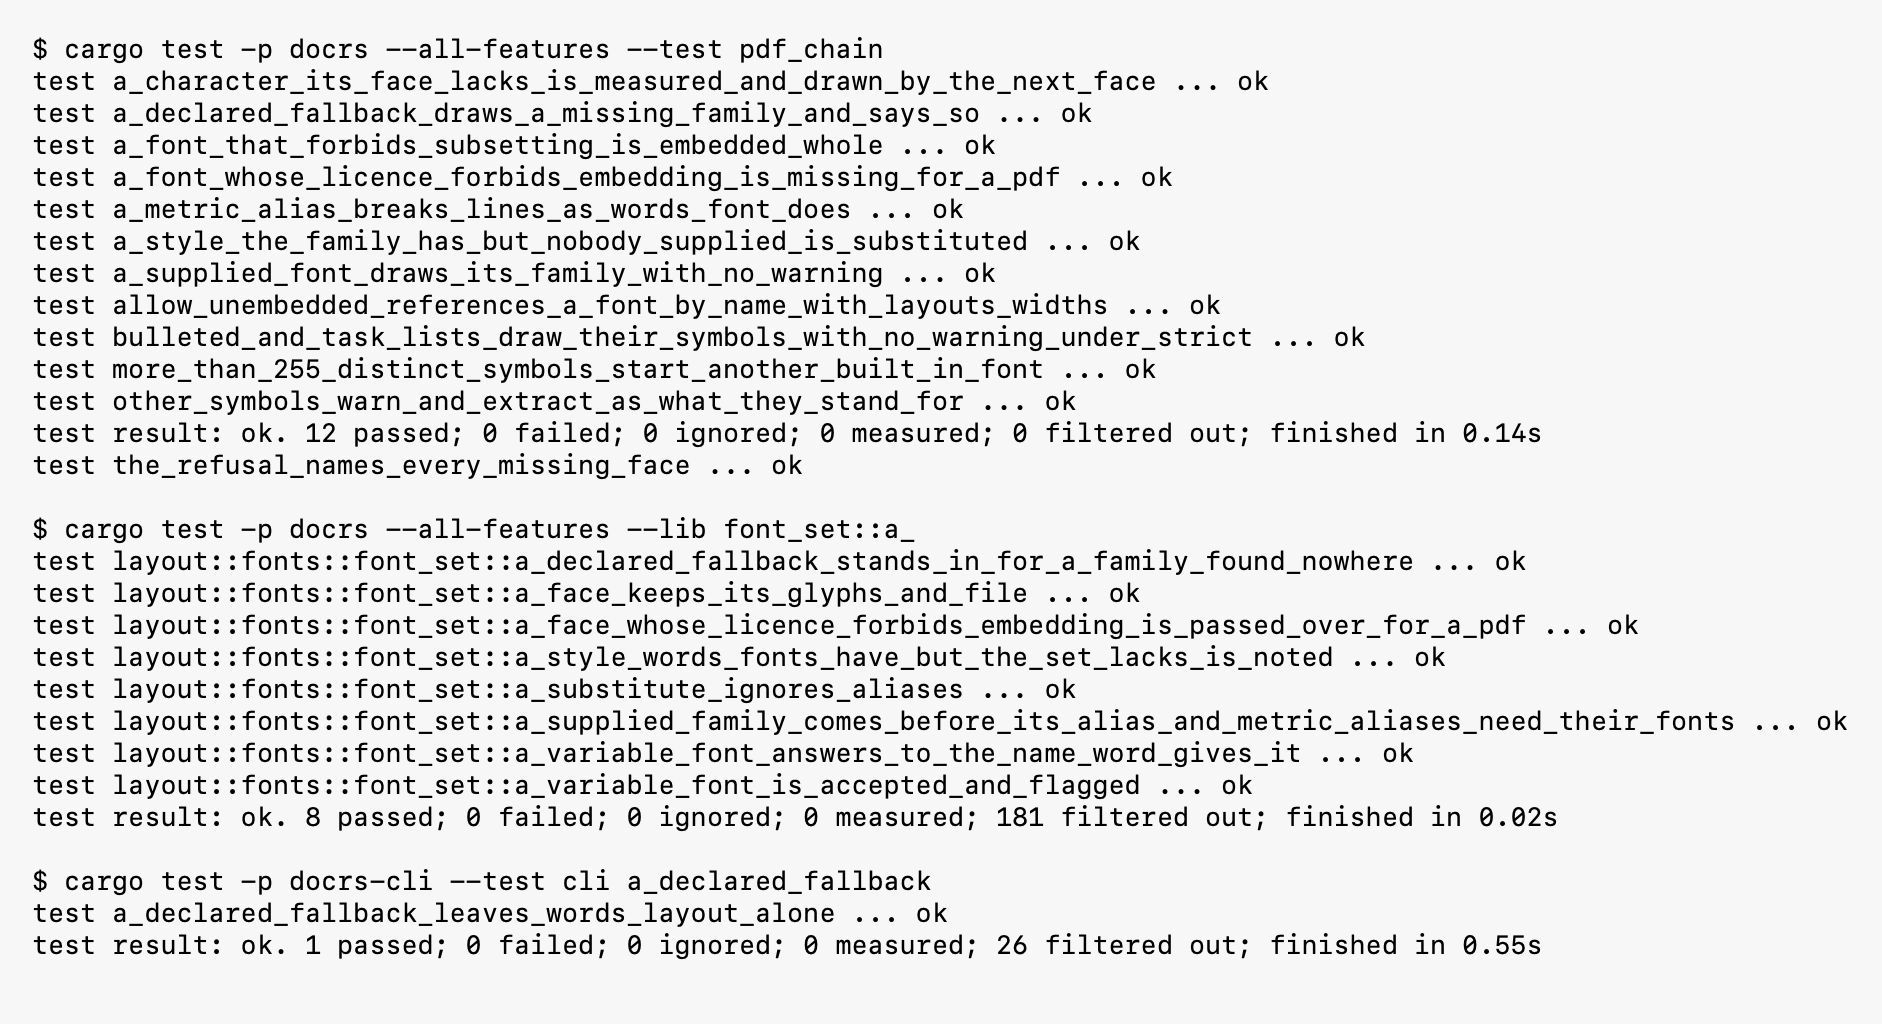 $ cargo test -p docrs --all-features --test pdf_chain
test a_character_its_face_lacks_is_measured_and_drawn_by_the_next_face ... ok
test a_declared_fallback_draws_a_missing_family_and_says_so ... ok
test a_font_that_forbids_subsetting_is_embedded_whole ... ok
test a_font_whose_licence_forbids_embedding_is_missing_for_a_pdf ... ok
test a_metric_alias_breaks_lines_as_words_font_does ... ok
test a_style_the_family_has_but_nobody_supplied_is_substituted ... ok
test a_supplied_font_draws_its_family_with_no_warning ... ok
test allow_unembedded_references_a_font_by_name_with_layouts_widths ... ok
test bulleted_and_task_lists_draw_their_symbols_with_no_warning_under_strict ... ok
test more_than_255_distinct_symbols_start_another_built_in_font ... ok
test other_symbols_warn_and_extract_as_what_they_stand_for ... ok
test result: ok. 12 passed; 0 failed; 0 ignored; 0 measured; 0 filtered out; finished in 0.14s
test the_refusal_names_every_missing_face ... ok

$ cargo test -p docrs --all-features --lib font_set::a_
test layout::fonts::font_set::a_declared_fallback_stands_in_for_a_family_found_nowhere ... ok
test layout::fonts::font_set::a_face_keeps_its_glyphs_and_file ... ok
test layout::fonts::font_set::a_face_whose_licence_forbids_embedding_is_passed_over_for_a_pdf ... ok
test layout::fonts::font_set::a_style_words_fonts_have_but_the_set_lacks_is_noted ... ok
test layout::fonts::font_set::a_substitute_ignores_aliases ... ok
test layout::fonts::font_set::a_supplied_family_comes_before_its_alias_and_metric_aliases_need_their_fonts ... ok
test layout::fonts::font_set::a_variable_font_answers_to_the_name_word_gives_it ... ok
test layout::fonts::font_set::a_variable_font_is_accepted_and_flagged ... ok
test result: ok. 8 passed; 0 failed; 0 ignored; 0 measured; 181 filtered out; finished in 0.02s

$ cargo test -p docrs-cli --test cli a_declared_fallback
test a_declared_fallback_leaves_words_layout_alone ... ok
test result: ok. 1 passed; 0 failed; 0 ignored; 0 measured; 26 filtered out; finished in 0.55s